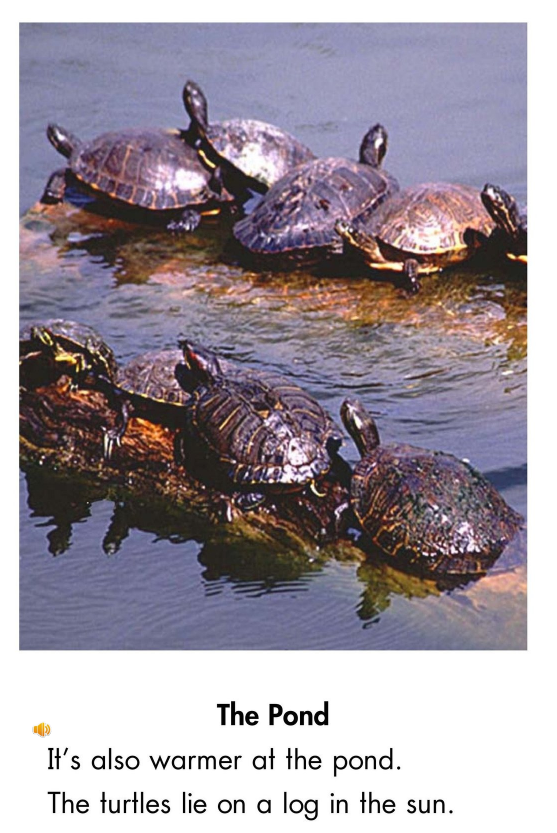 The Pond
It's also warmer at the pond.
The turtles lie on a log in the sun.